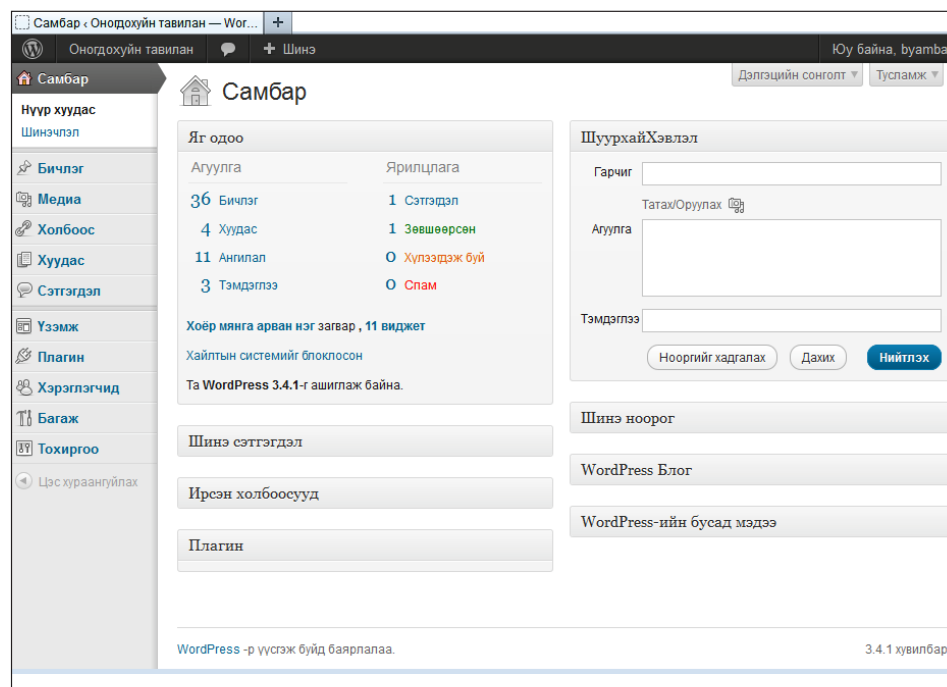 Самбар ‹ Оногдохуйн тавилан — Wor... +
Оногдохуйн тавилан + Шинэ Юу байна, byamba
Самбар
Нүүр хуудас
Шинэчлэл
Бичлэг
Медиа
Холбоос
Хуудас
Сэтгэгдэл
Үзэмж
Плагин
Хэрэглэгчид
Багаж
Тохиргоо
Цэс хураангуйлах
Дэлгэцийн сонголт Тусламж
Самбар
Яг одоо
Агуулга Ярилцлага
36 Бичлэг 1 Сэтгэгдэл
4 Хуудас 1 Зөвшөөрсөн
11 Ангилал 0 Хүлээгдэж буй
3 Тэмдэглээ 0 Спам
Хоёр мянга арван нэг загвар , 11 виджет
Хайлтын системийг блоклосон
Та WordPress 3.4.1-г ашиглаж байна.
Шинэ сэтгэгдэл
Ирсэн холбоосууд
Плагин
ШуурхайХэвлэл
Гарчиг
Татах/Оруулах
Агуулга
Тэмдэглээ
Нооргийг хадгалах Дахих Нийтлэх
Шинэ ноорог
WordPress Блог
WordPress-ийн бусад мэдээ
WordPress -р үүсгэж буйд баярлалаа. 3.4.1 хувилбар